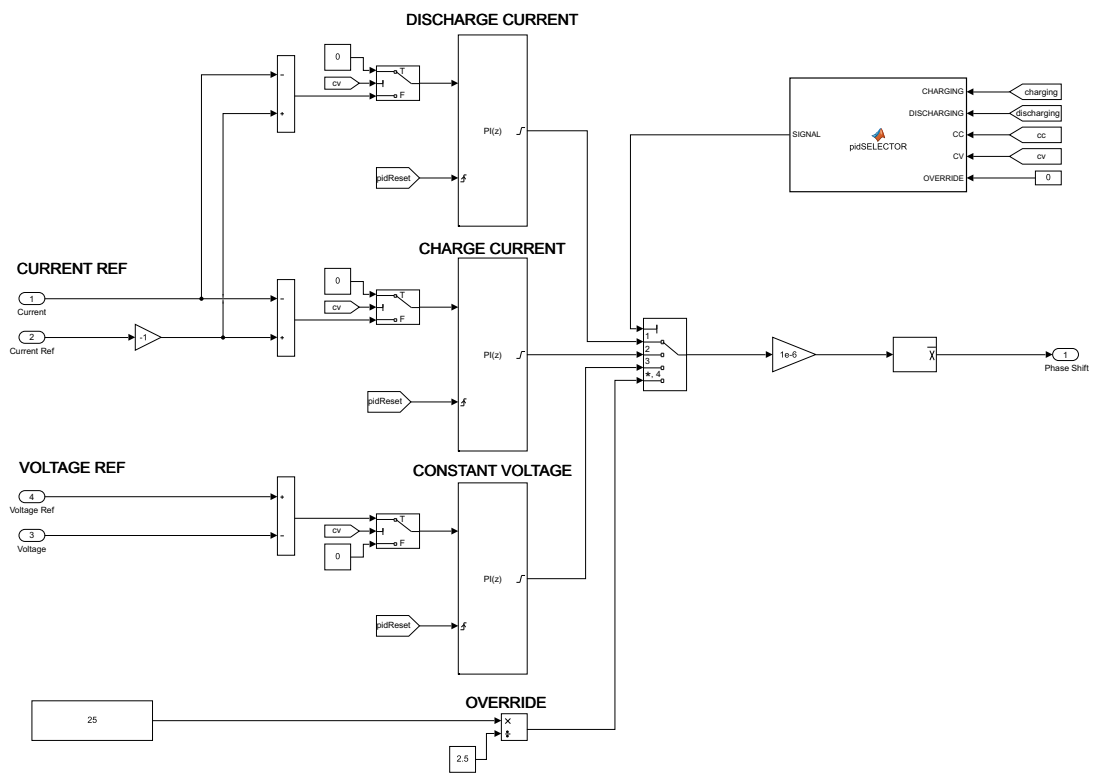 DISCHARGE CURRENT
0
T
cv
F
−
+
PI(z)
pidReset
CHARGING
charging
DISCHARGING
discharging
CC
cc
CV
cv
OVERRIDE
0
SIGNAL
pidSELECTOR
CHARGE CURRENT
CURRENT REF
1
Current
2
Current Ref
-1
−
+
0
T
cv
F
PI(z)
pidReset
1
2
3
*, 4
1e-6
x
1
Phase Shift
CONSTANT VOLTAGE
VOLTAGE REF
4
Voltage Ref
3
Voltage
+
−
T
cv
F
0
PI(z)
pidReset
OVERRIDE
25
×
÷
2.5